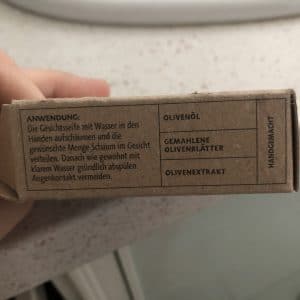 ANWENDUNG:
Die Gesichtsseife mit Wasser in den
Händen aufschäumen und die
gewünschte Menge Schaum im Gesicht
verteilen. Danach wie gewohnt mit
klarem Wasser gründlich abspülen.
Augenkontakt vermeiden.
OLIVENÖL
GEMAHLENE
OLIVENBLÄTTER
OLIVENEXTRAKT
HANDGEMACHT